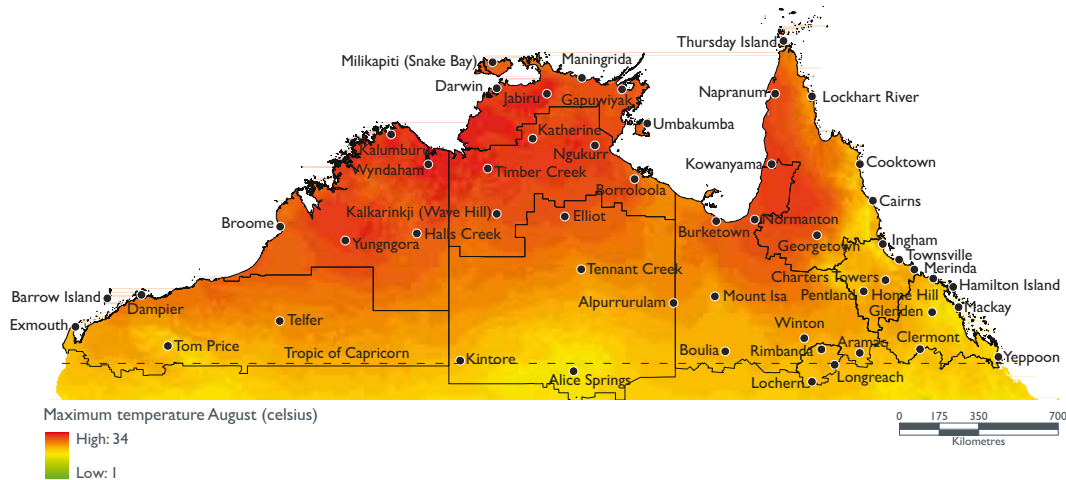 Thursday Island
Milikapiti (Snake Bay)
Maningrida
Darwin
Jabiru
Gapuwiyak
Napranum
Lockhart River
Umbakumba
Katherine
Kalumburu
Ngukurr
Wyndaham
Timber Creek
Kowanyama
Cooktown
Borroloola
Cairns
Kalkarinkji (Wave Hill)
Elliot
Normanton
Broome
Halls Creek
Burketown
Yungngora
Georgetown
Ingham
Townsville
Tennant Creek
Merinda
Charters Towers
Hamilton Island
Barrow Island
Dampier
Alpurrurulam
Mount Isa
Pentland
Home Hill
Mackay
Glenden
Exmouth
Telfer
Winton
Tom Price
Tropic of Capricorn
Kintore
Boulia
Rimbanda
Aramac
Clermont
Yeppoon
Alice Springs
Lochern
Longreach
Maximum temperature August (celsius)
High: 34
Low: 1
0 175 350 700
Kilometres